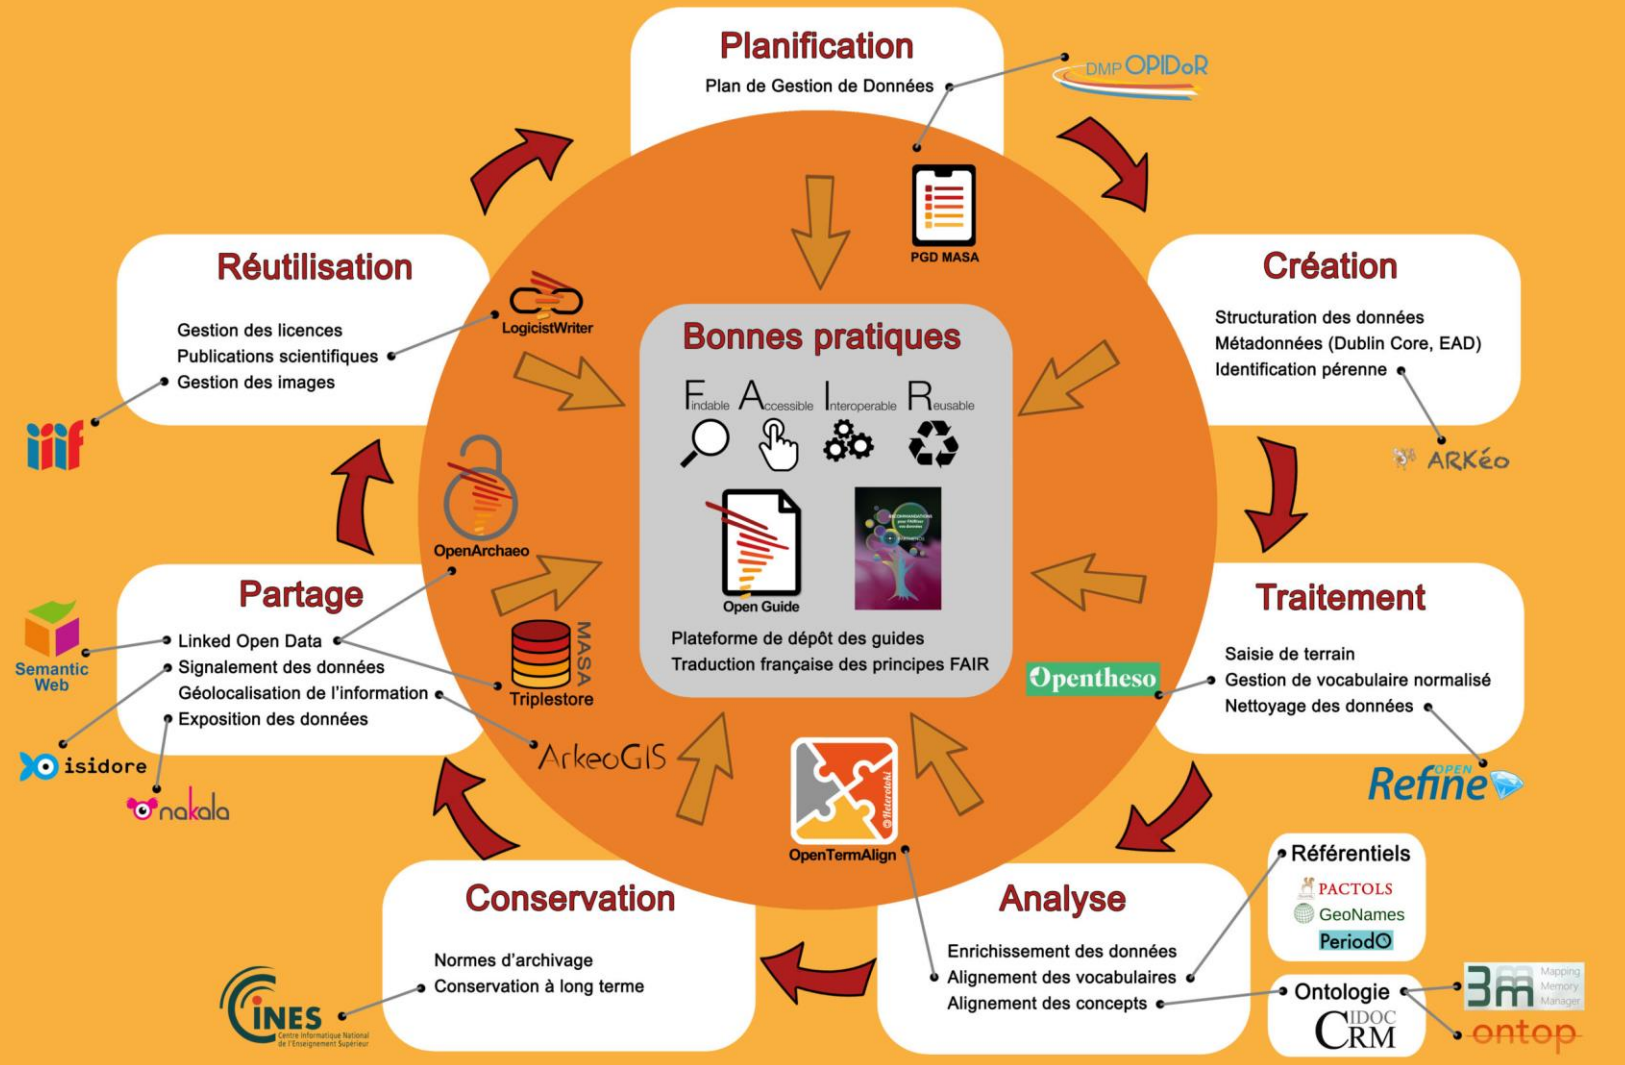 Planification
Plan de Gestion de Données
DMP OPIDoR
PGD MASA
Création
Structuration des données
Métadonnées (Dublin Core, EAD)
Identification pérenne
ARKéo
Traitement
Saisie de terrain
Gestion de vocabulaire normalisé
Nettoyage des données
Opentheso
OPEN
Refine
Analyse
Enrichissement des données
Alignement des vocabulaires
Alignement des concepts
@Heterotoki
OpenTermAlign
Référentiels
PACTOLS
GeoNames
PeriodO
Ontologie
CIDOC
CRM
3m Mapping
Memory
Manager
ontop
Conservation
Normes d'archivage
Conservation à long terme
CINES
Centre Informatique National
de l'Enseignement Supérieur
Partage
Linked Open Data
Signalement des données
Géolocalisation de l'information
Exposition des données
Semantic
Web
isidore
nakala
OpenArchaeo
MASA
Triplestore
ArkeoGIS
Réutilisation
Gestion des licences
Publications scientifiques
Gestion des images
LogicistWriter
iiif
Bonnes pratiques
Findable Accessible Interoperable Reusable
Open Guide
RECOMMANDATIONS
pour FAIRiser
vos données
Plateforme de dépôt des guides
Traduction française des principes FAIR